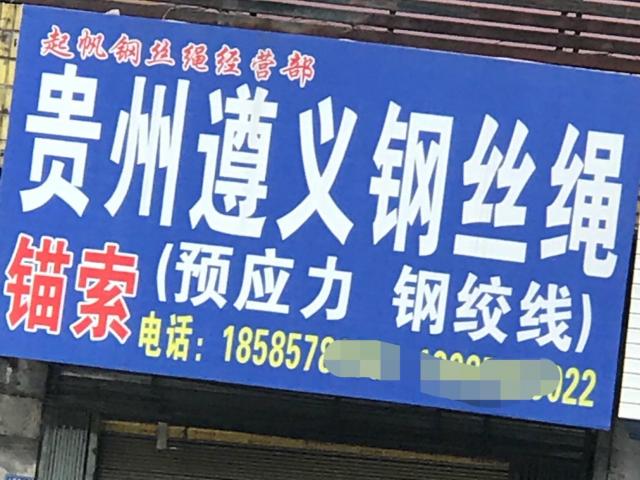 起帆钢丝绳经营部
贵州遵义钢丝绳
锚索(预应力 钢绞线)
电话：1858578 022